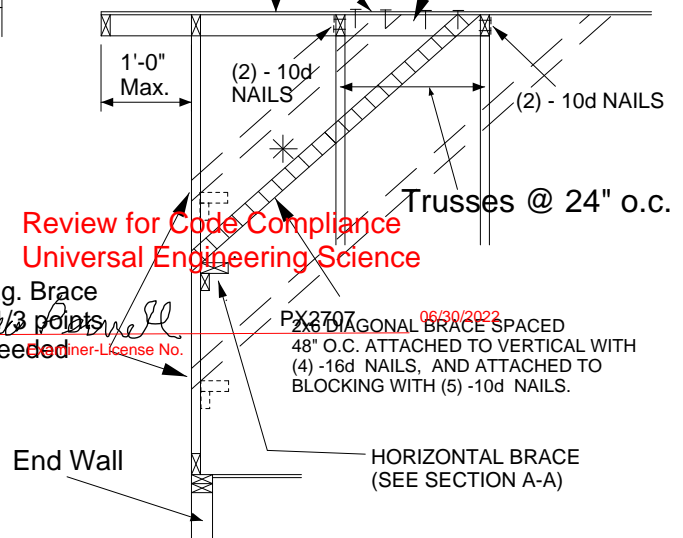 1'-0"
Max.
(2) - 10d
NAILS
(2) - 10d NAILS
Trusses @ 24" o.c.
Review for Code Compliance
Universal Engineering Science
g. Brace
/3 points
eeded
PX2707
06/30/2022
Examiner-License No.
2x6 DIAGONAL BRACE SPACED
48" O.C. ATTACHED TO VERTICAL WITH
(4) -16d NAILS, AND ATTACHED TO
BLOCKING WITH (5) -10d NAILS.
HORIZONTAL BRACE
(SEE SECTION A-A)
End Wall